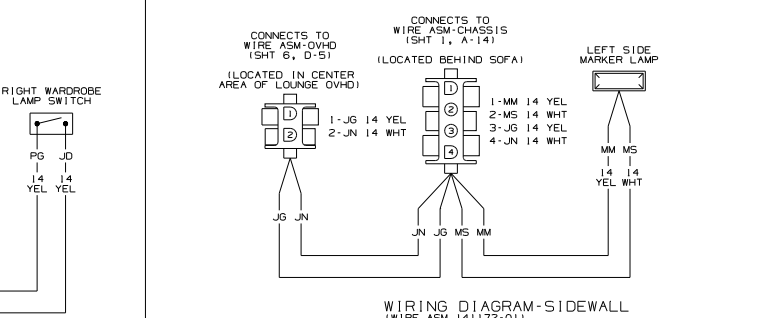 RIGHT WARDROBE
LAMP SWITCH
PG JD
14 14
YEL YEL
CONNECTS TO
WIRE ASM-OVHD
(SHT 6, D-5)
(LOCATED IN CENTER
AREA OF LOUNGE OVHD)
1
2
1-JG 14 YEL
2-JN 14 WHT
JG JN
CONNECTS TO
WIRE ASM-CHASSIS
(SHT 1, A-14)
(LOCATED BEHIND SOFA)
1
2
3
4
1-MM 14 YEL
2-MS 14 WHT
3-JG 14 YEL
4-JN 14 WHT
JN JG MS MM
LEFT SIDE
MARKER LAMP
MM MS
14 14
YEL WHT
WIRING DIAGRAM-SIDEWALL
(WIRE ASM 141172-01)